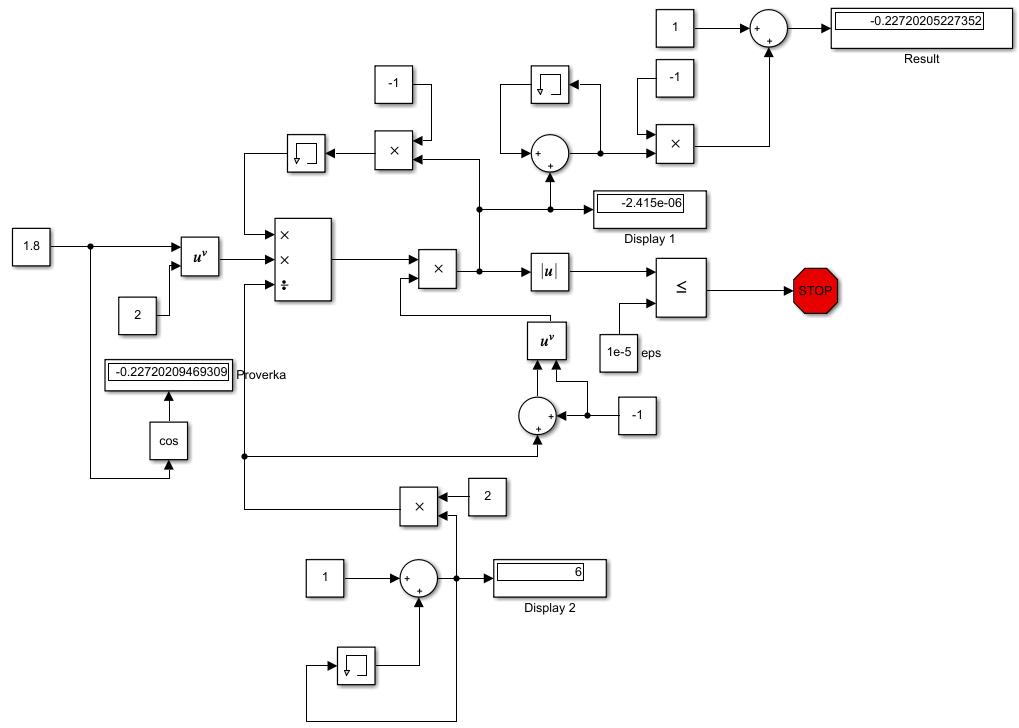 1
-0.22720205227352
Result
-1
-1
×
×
-2.415e-06
Display 1
1.8
u^v
×
×
÷
×
|u|
≤
STOP
2
u^v
1e-5
eps
-0.22720209469309
Proverka
-1
cos
×
2
1
6
Display 2